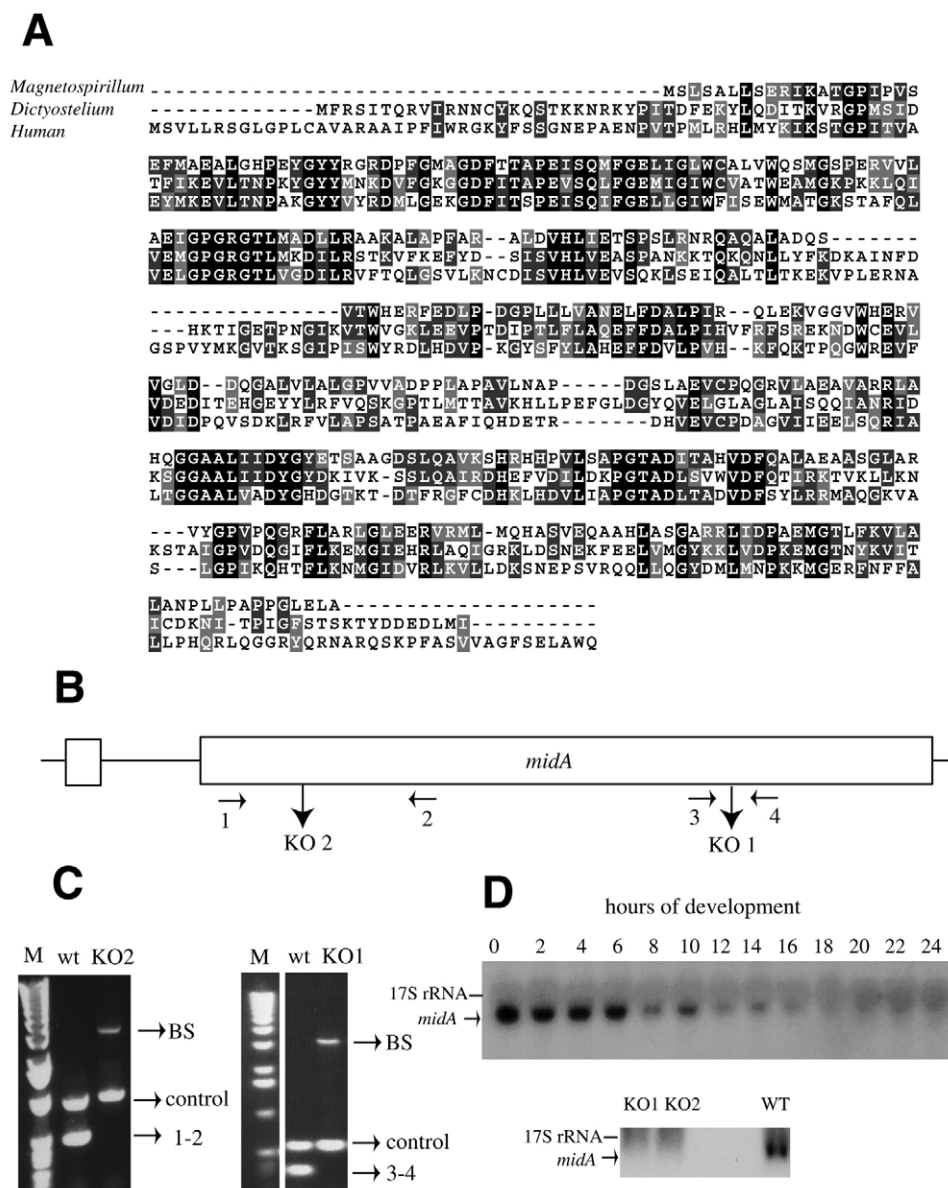 A
Magnetospirillum ----------------------------------------MSLSALLSERIKATGPIPVS
Dictyostelium -------------MFRSITQRVIRNNCYKQSTKKNRKYPITDFEKYLQDITKVRGPMSID
Human MSVLLRSGLGPLCAVARAAIPFIWRGKYFSSGNEPAENPVTPMLRHLMYKIKSTGPITVA
EFMAEALGHPEYGYYRGRDPFGMAGDFTTAPEISQMFGELIGLWCALVWQSMGSPERVVL
TFIKEVLTNPKYGYYMNKDVFGKGGDFITAPEVSQLFGEMIGIWCVATWEAMGKPKKLQI
EYMKEVLTNPAKGYYVYRDMLGEKGDFITSPEISQIFGELLGIWFISEWMATGKSTAFQL
AEIGPGRGTLMADLLRAAKALAPFAR--ALDVHLIETSPSLRNRQAQALADQS-------
VEMGPGRGTLMKDILRSTKVFKEFYD--SISVHLVEASPANKKTQKQNLLYFKDKAINFD
VELGPGRGTLVGDILRVFTQLGSVLKNCDISVHLVEVSQKLSEIQALTLTKEKVPLERNA
---------------VTWHERFEDLP-DGPLLLVANELFDALPIR--QLEKVGGVWHERV
---HKTIGETPNGIKVTWVGKLEEVPTDIPTLFLAQEFFDALPIHVFRFSREKNDWCEVL
GSPVYMKGVTKSGIPISWYRDLHDVP-KGYSFYLAHEFFDVLPVH--KFQKTPQGWREVF
VGLD--DQGALVLALGPVVADPPLAPAVLNAP-----DGSLAEVCPQGRVLAEAVARRLA
VDEDITEHGEYYLRFVQSKGPTLMTTAVKHLLPEFGLDGYQVELGLAGLAISQQIANRID
VDIDPQVSDKLRFVLAPSATPAEAFIQHDETR-------DHVEVCPDAGVIIEELSQRIA
HQGGAALIIDYGYETSAAGDSLQAVKSHRHHPVLSAPGTADITAHVDFQALAEAASGLAR
KSGGAALIIDYGYDKIVK-SSLQAIRDHEFVDILDKPGTADLSVWVDFQTIRKTVKLLKN
LTGGAALVADYGHDGTKT-DTFRGFCDHKLHDVLIAPGTADLTADVDFSYLRRMAQGKVA
---VYGPVPQGRFLARLGLEERVRML-MQHASVEQAAHLASGARRLIDPAEMGTLFKVLA
KSTAIGPVDQGIFLKEMGIEHRLAQIGRKLDSNEKFEELVMGYKKLVDPKEMGTNYKVIT
S---LGPIKQHTFLKNMGIDVRLKVLLDKSNEPSVRQQLLQGYDMLMNPKKMGERFNFFA
LANPLLPAPPGLELA--------------------
ICDKNI-TPIGFSTSKTYDDEDLMI----------
LLPHQRLQGGRYQRNARQSKPFASVVAGFSELAWQ
B
midA
1 2 3 4
KO 2 KO 1
C
M wt KO2
BS
control
1-2
M wt KO1
BS
control
3-4
D
hours of development
0 2 4 6 8 10 12 14 16 18 20 22 24
17S rRNA
midA
KO1 KO2 WT
17S rRNA
midA